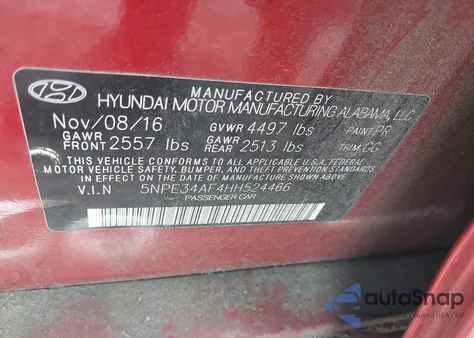 MANUFACTURED BY
HYUNDAI MOTOR MANUFACTURING ALABAMA, LLC
Nov/08/16 GVWR 4497 lbs PAINT PR
GAWR FRONT 2557 lbs GAWR REAR 2513 lbs TRIM CG
THIS VEHICLE CONFORMS TO ALL APPLICABLE U.S.A. FEDERAL
MOTOR VEHICLE SAFETY, BUMPER, AND THEFT PREVENTION STANDARDS
IN EFFECT ON THE DATE OF MANUFACTURE SHOWN ABOVE.
V.I.N 5NPE34AF4HH524466
PASSENGER CAR
autoSnap